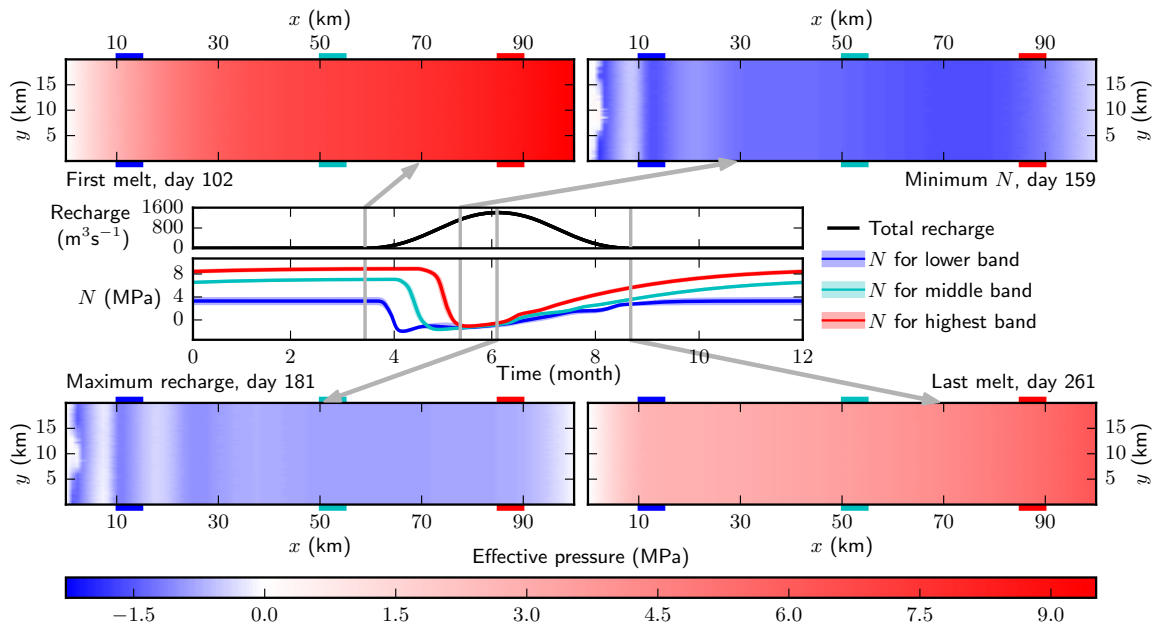 x (km)
x (km)
10 30 50 70 90
10 30 50 70 90
y (km)
15
10
5
15
10
5
y (km)
First melt, day 102
Minimum N, day 159
Recharge
(m³s⁻¹)
1600
800
0
Total recharge
N for lower band
N for middle band
N for highest band
N (MPa)
8
4
0
0 2 4 6 8 10 12
Time (month)
Maximum recharge, day 181
Last melt, day 261
y (km)
15
10
5
15
10
5
y (km)
10 30 50 70 90
10 30 50 70 90
x (km)
x (km)
Effective pressure (MPa)
−1.5 0.0 1.5 3.0 4.5 6.0 7.5 9.0